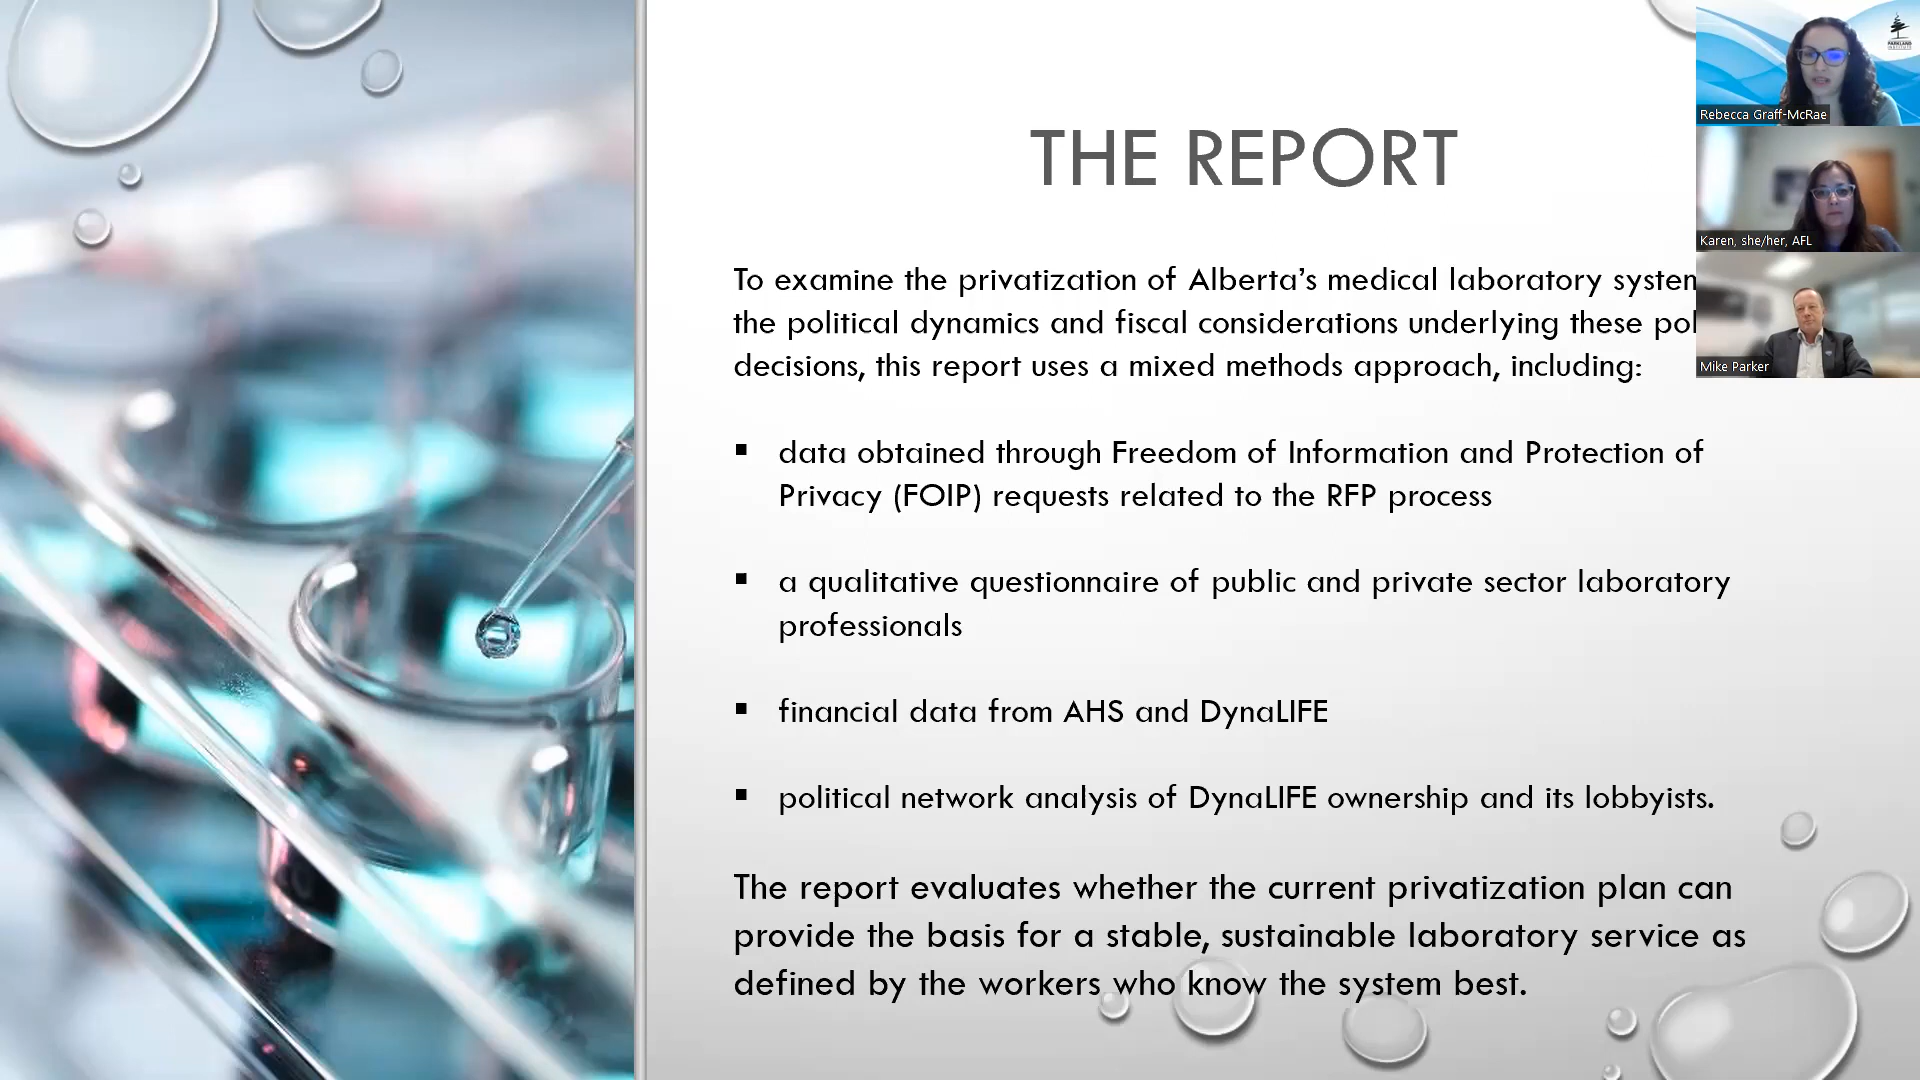 THE REPORT
To examine the privatization of Alberta’s medical laboratory system
the political dynamics and fiscal considerations underlying these
decisions, this report uses a mixed methods approach, including:
▪ data obtained through Freedom of Information and Protection of
Privacy (FOIP) requests related to the RFP process
▪ a qualitative questionnaire of public and private sector laboratory
professionals
▪ financial data from AHS and DynaLIFE
▪ political network analysis of DynaLIFE ownership and its lobbyists.
The report evaluates whether the current privatization plan can
provide the basis for a stable, sustainable laboratory service as
defined by the workers who know the system best.
Rebecca Graff-McRae
Karen, she/her, AFL
Mike Parker